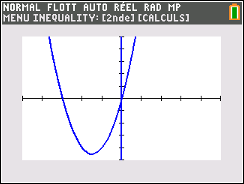 NORMAL FLOTT AUTO RÉEL RAD MP
MENU INEQUALITY:[2nde][CALCULS]